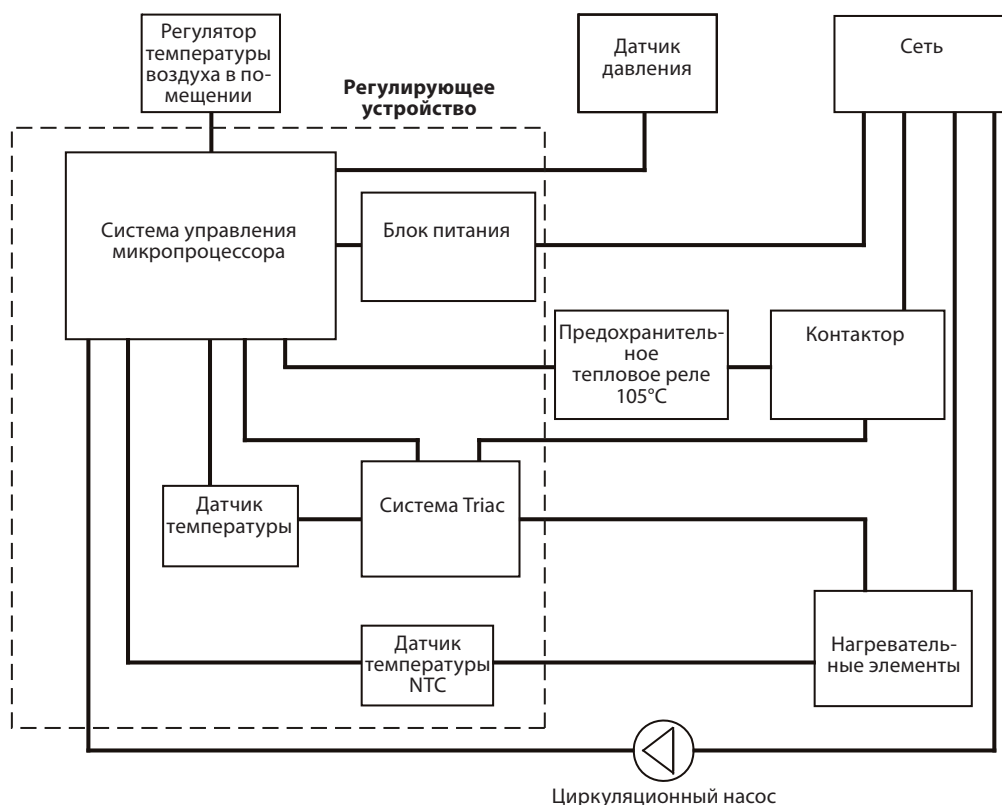 Регулятор
температуры
воздуха в по-
мещении
Датчик
давления
Сеть
Регулирующее
устройство
Система управления
микропроцессора
Блок питания
Предохранитель-
ное
тепловое реле
105°C
Контактор
Датчик
температуры
Система Triac
Датчик
температуры
NTC
Нагреватель-
ные элементы
Циркуляционный насос